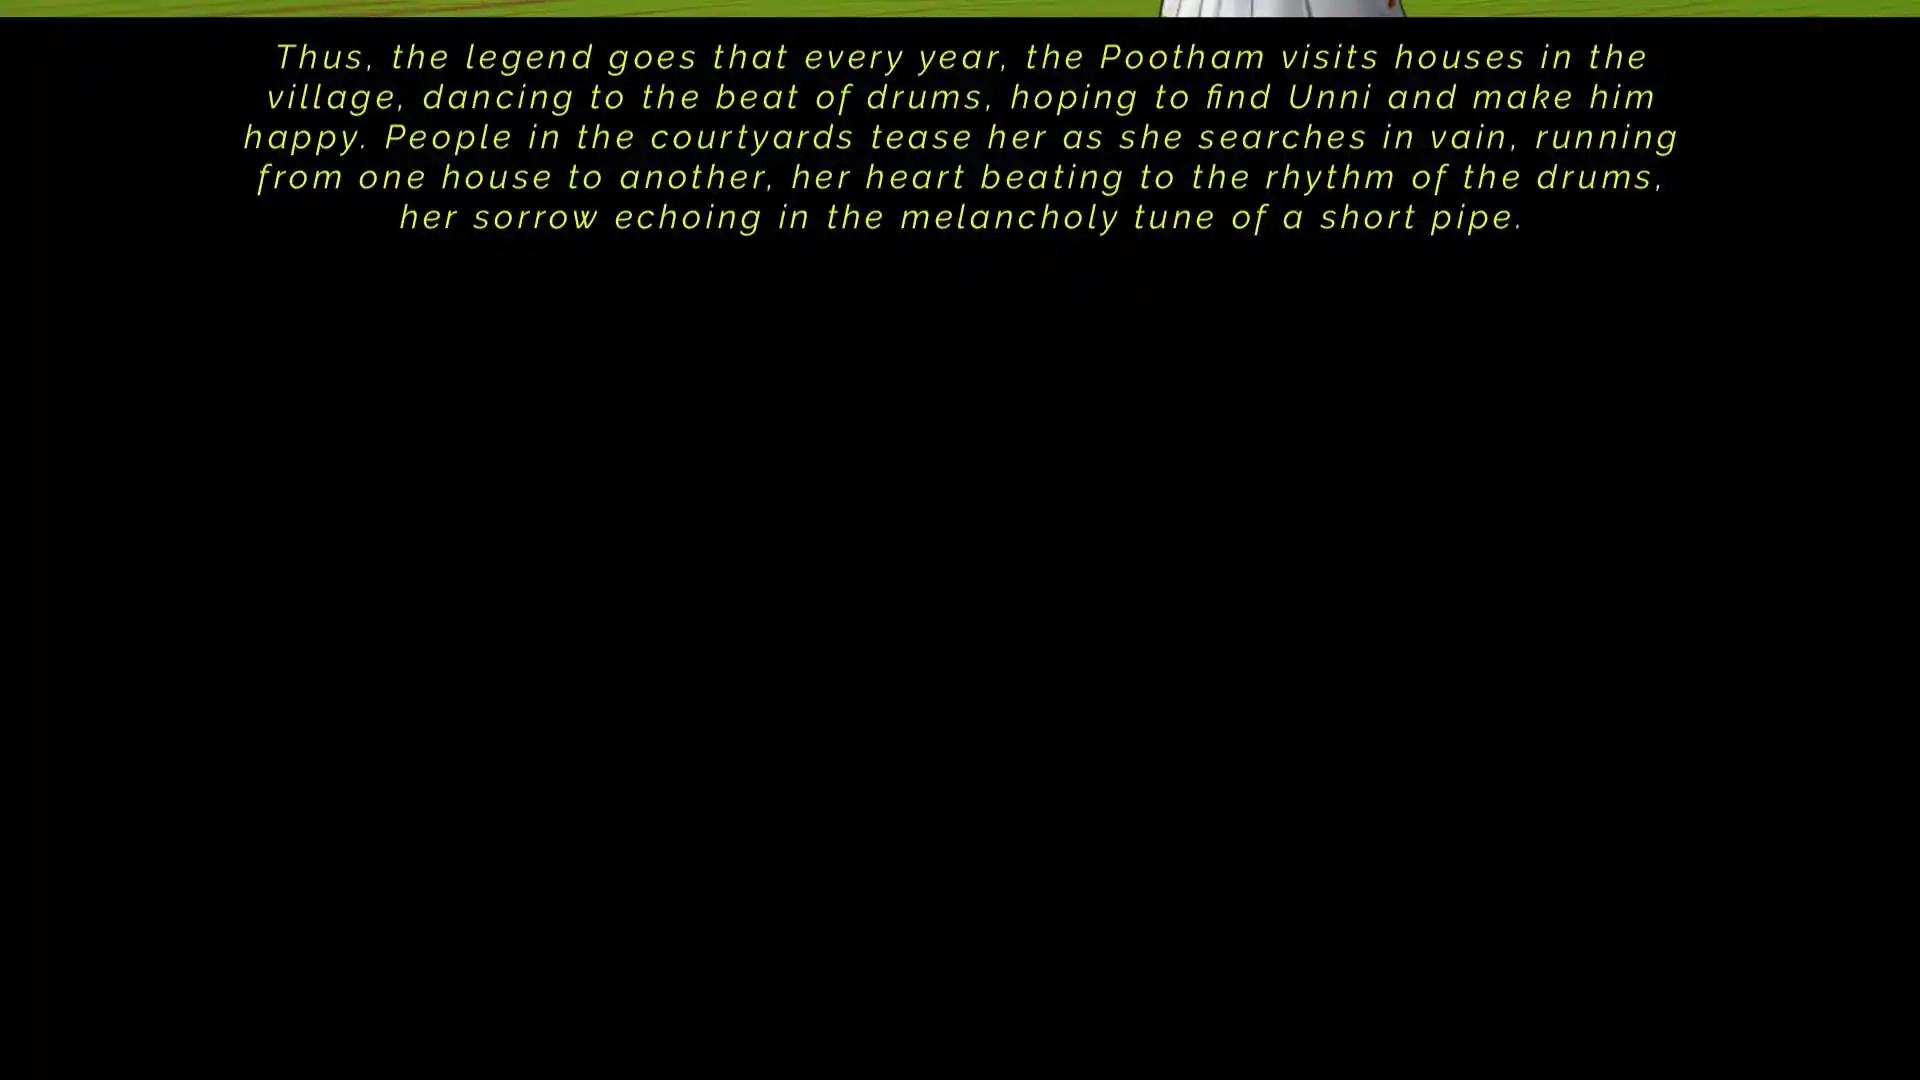 Thus, the legend goes that every year, the Pootham visits houses in the
village, dancing to the beat of drums, hoping to find Unni and make him
happy. People in the courtyards tease her as she searches in vain, running
from one house to another, her heart beating to the rhythm of the drums,
her sorrow echoing in the melancholy tune of a short pipe.